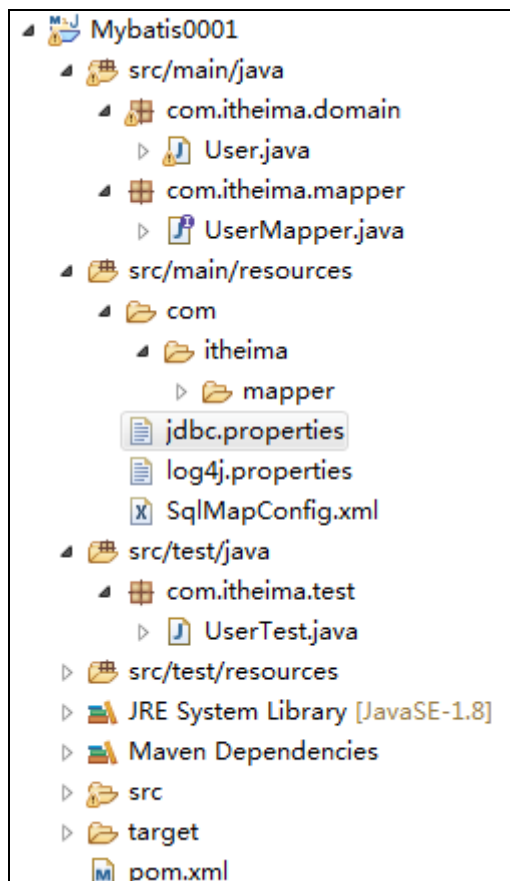 Mybatis0001
src/main/java
com.itheima.domain
User.java
com.itheima.mapper
UserMapper.java
src/main/resources
com
itheima
mapper
jdbc.properties
log4j.properties
SqlMapConfig.xml
src/test/java
com.itheima.test
UserTest.java
src/test/resources
JRE System Library [JavaSE-1.8]
Maven Dependencies
src
target
pom.xml